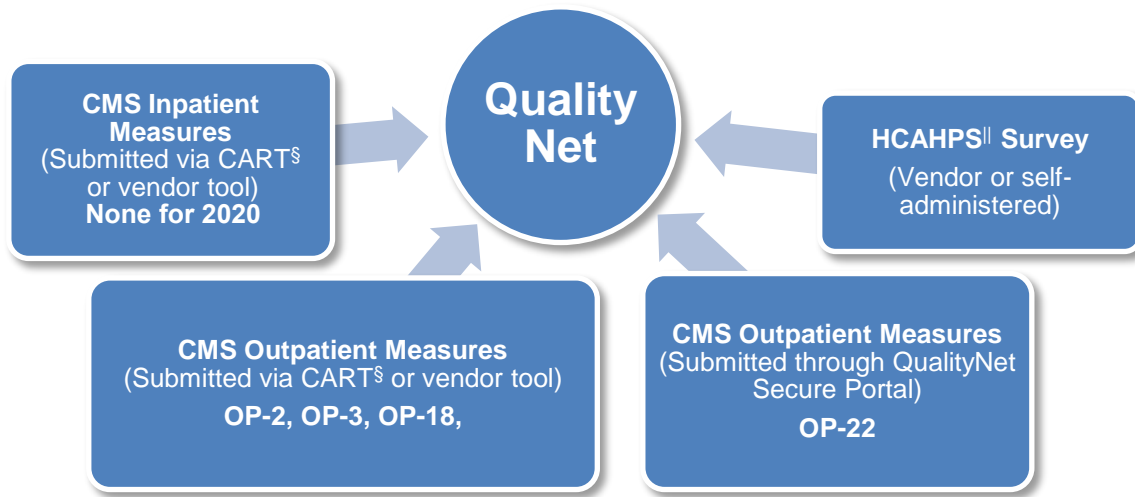 Quality
Net
CMS Inpatient
Measures
(Submitted via CART§
or vendor tool)
None for 2020
HCAHPS|| Survey
(Vendor or self-
administered)
CMS Outpatient Measures
(Submitted via CART§ or vendor tool)
OP-2, OP-3, OP-18,
CMS Outpatient Measures
(Submitted through QualityNet
Secure Portal)
OP-22